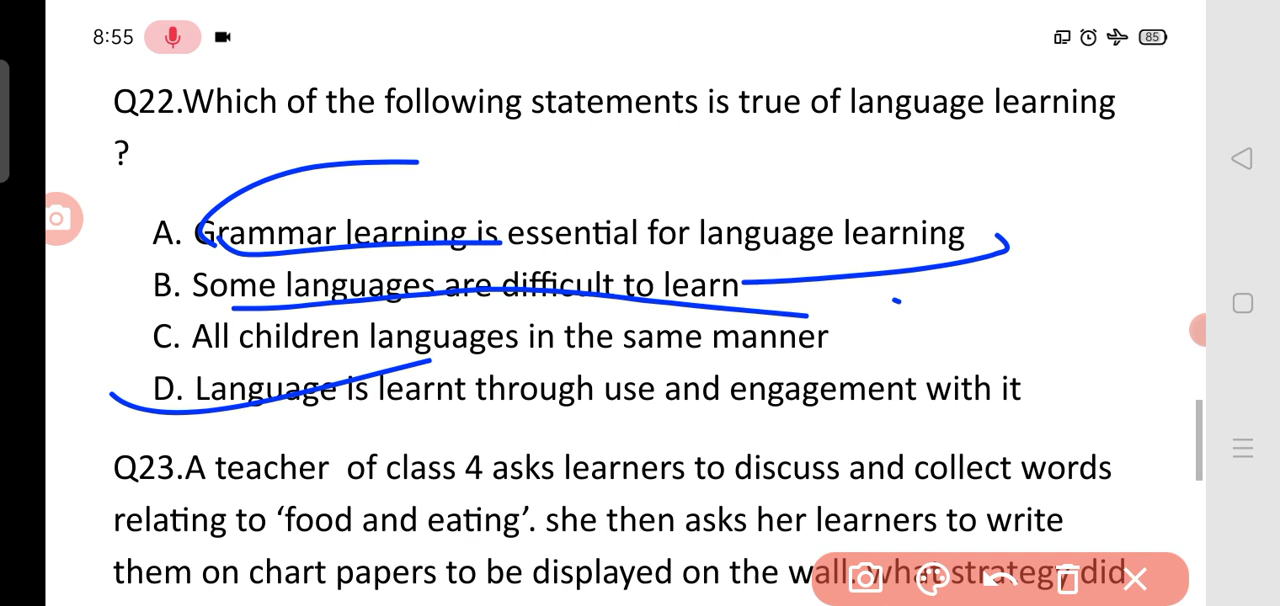 8:55
85
Q22.Which of the following statements is true of language learning
?
A. Grammar learning is essential for language learning
B. Some languages are difficult to learn
C. All children languages in the same manner
D. Language is learnt through use and engagement with it
Q23.A teacher of class 4 asks learners to discuss and collect words
relating to ‘food and eating’. she then asks her learners to write
them on chart papers to be displayed on the wall. what strategy did